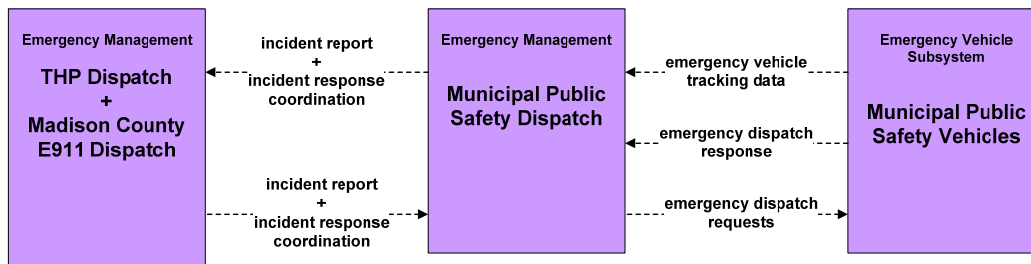 Emergency Management
THP Dispatch
+
Madison County
E911 Dispatch
incident report
+
incident response
coordination
incident report
+
incident response
coordination
Emergency Management
Municipal Public
Safety Dispatch
emergency vehicle
tracking data
emergency dispatch
response
emergency dispatch
requests
Emergency Vehicle
Subsystem
Municipal Public
Safety Vehicles